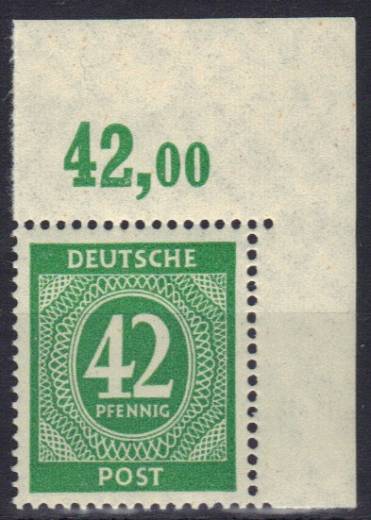 42,00
DEUTSCHE
42
PFENNIG
POST